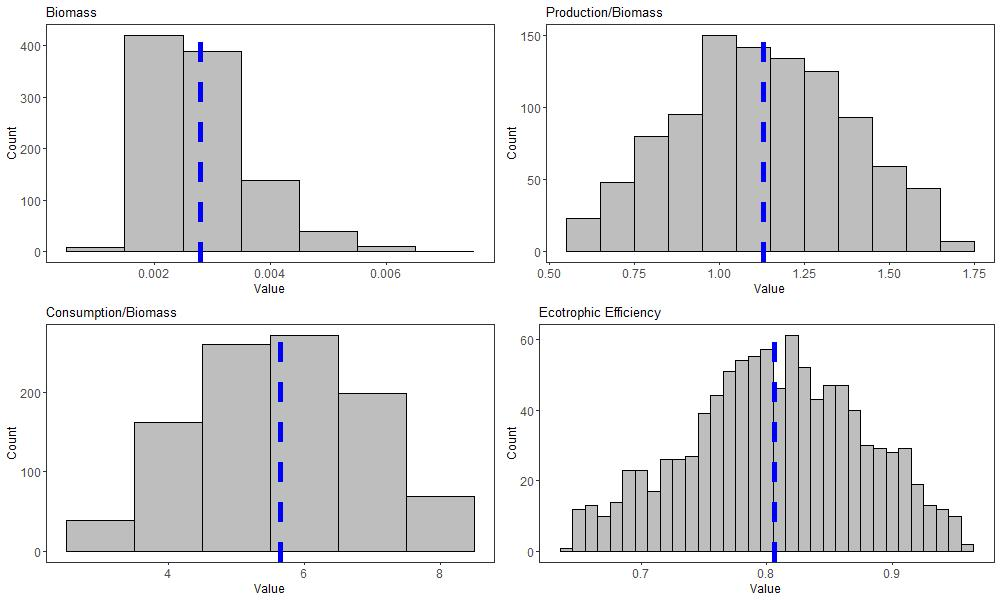 Biomass
Count
400
300
200
100
0
0.002 0.004 0.006
Value
Production/Biomass
Count
150
100
50
0
0.50 0.75 1.00 1.25 1.50 1.75
Value
Consumption/Biomass
Count
200
100
0
4 6 8
Value
Ecotrophic Efficiency
Count
60
40
20
0
0.7 0.8 0.9
Value